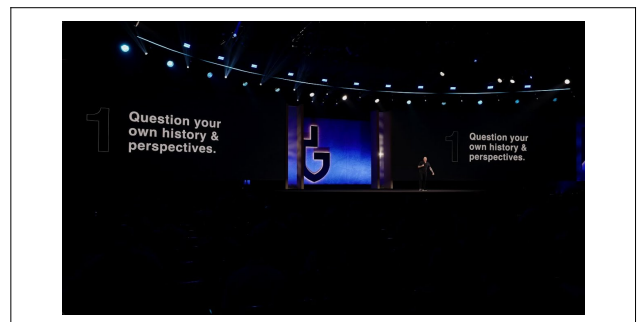 1
Question your
own history &
perspectives.
1
Question your
own history &
perspectives.